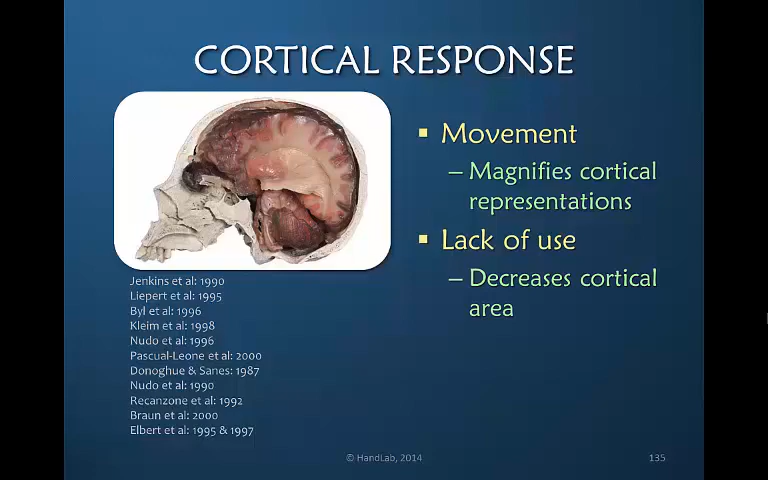 CORTICAL RESPONSE
▪ Movement
– Magnifies cortical
representations
▪ Lack of use
– Decreases cortical
area
Jenkins et al: 1990
Liepert et al: 1995
Byl et al: 1996
Kleim et al: 1998
Nudo et al: 1996
Pascual-Leone et al: 2000
Donoghue & Sanes: 1987
Nudo et al: 1990
Recanzone et al: 1992
Braun et al: 2000
Elbert et al: 1995 & 1997
© HandLab, 2014
135